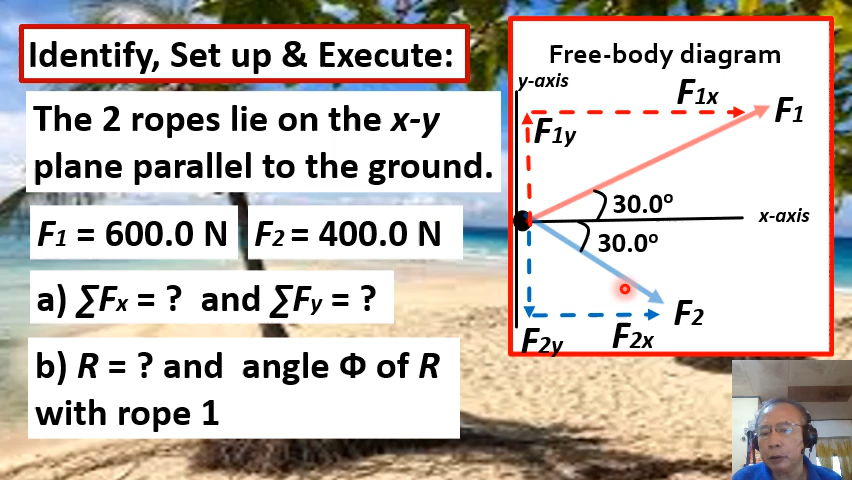 Identify, Set up & Execute:
The 2 ropes lie on the x-y
plane parallel to the ground.
F1 = 600.0 N F2 = 400.0 N
a) ∑Fx = ? and ∑Fy = ?
b) R = ? and angle Φ of R
with rope 1
Free-body diagram
y-axis
F1x
F1
F1y
30.0º
x-axis
30.0º
F2
F2y
F2x